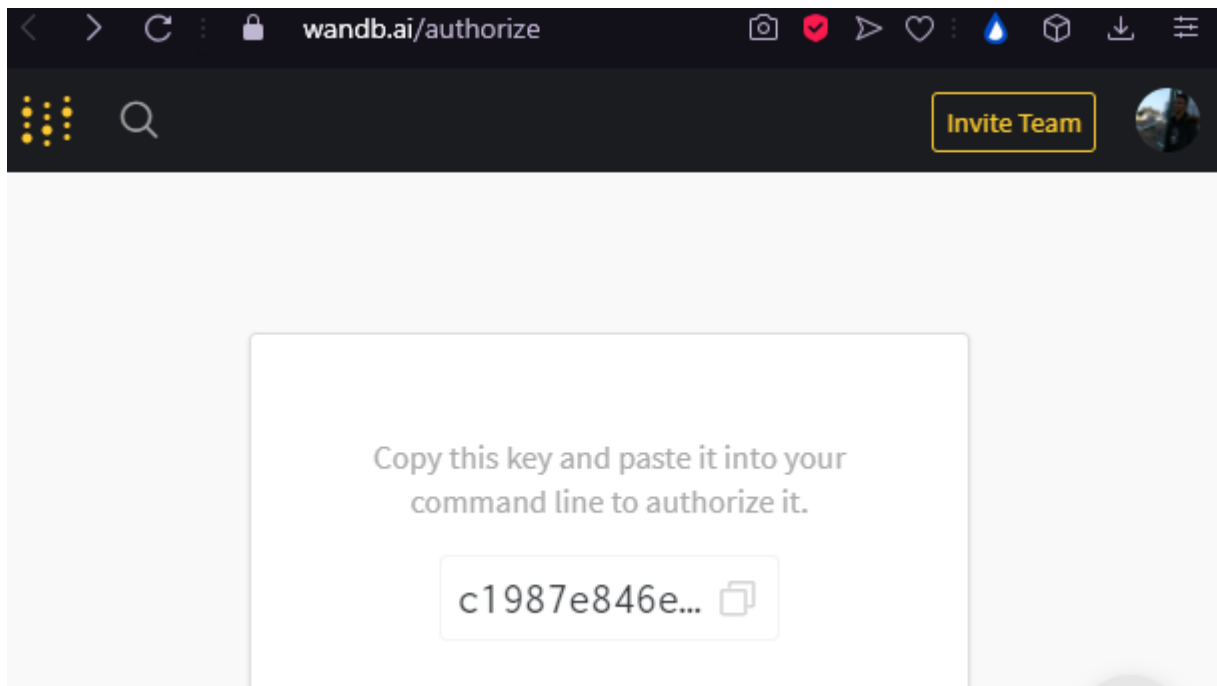 wandb.ai/authorize
Invite Team
Copy this key and paste it into your
command line to authorize it.
c1987e846e...